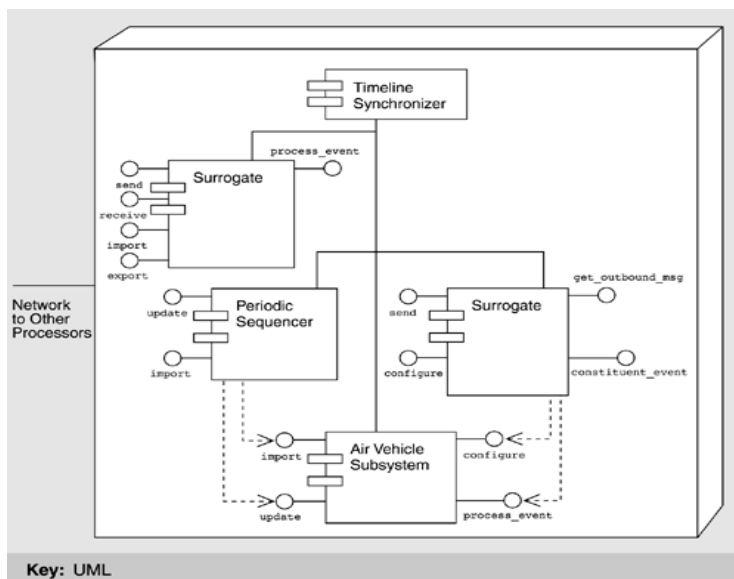 Timeline
Synchronizer
process_event
Surrogate
send
receive
import
export
get_outbound_msg
Network
to Other
Processors
update
Periodic
Sequencer
import
send
Surrogate
configure
constituent_event
import
Air Vehicle
Subsystem
configure
update
process_event
Key: UML